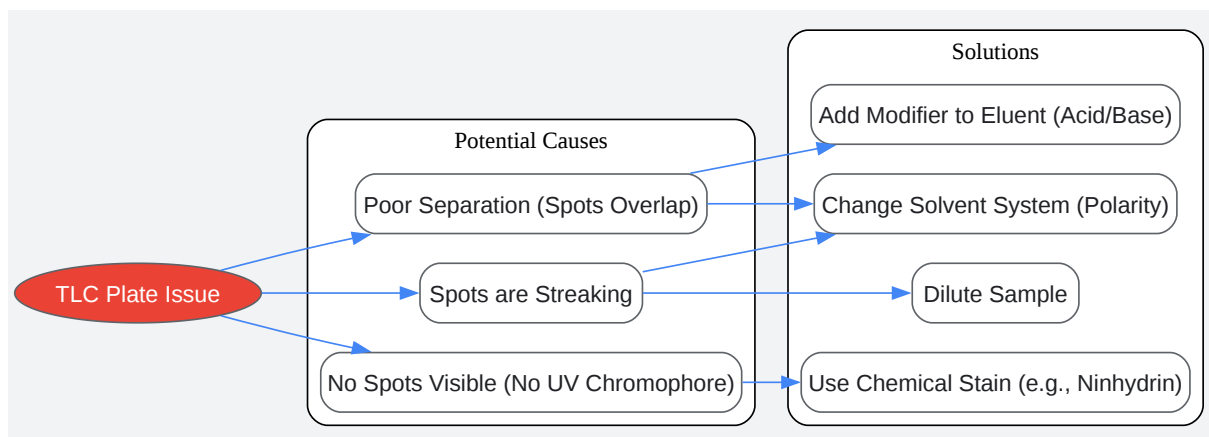 TLC Plate Issue
Potential Causes
Poor Separation (Spots Overlap)
Spots are Streaking
No Spots Visible (No UV Chromophore)
Solutions
Add Modifier to Eluent (Acid/Base)
Change Solvent System (Polarity)
Dilute Sample
Use Chemical Stain (e.g., Ninhydrin)